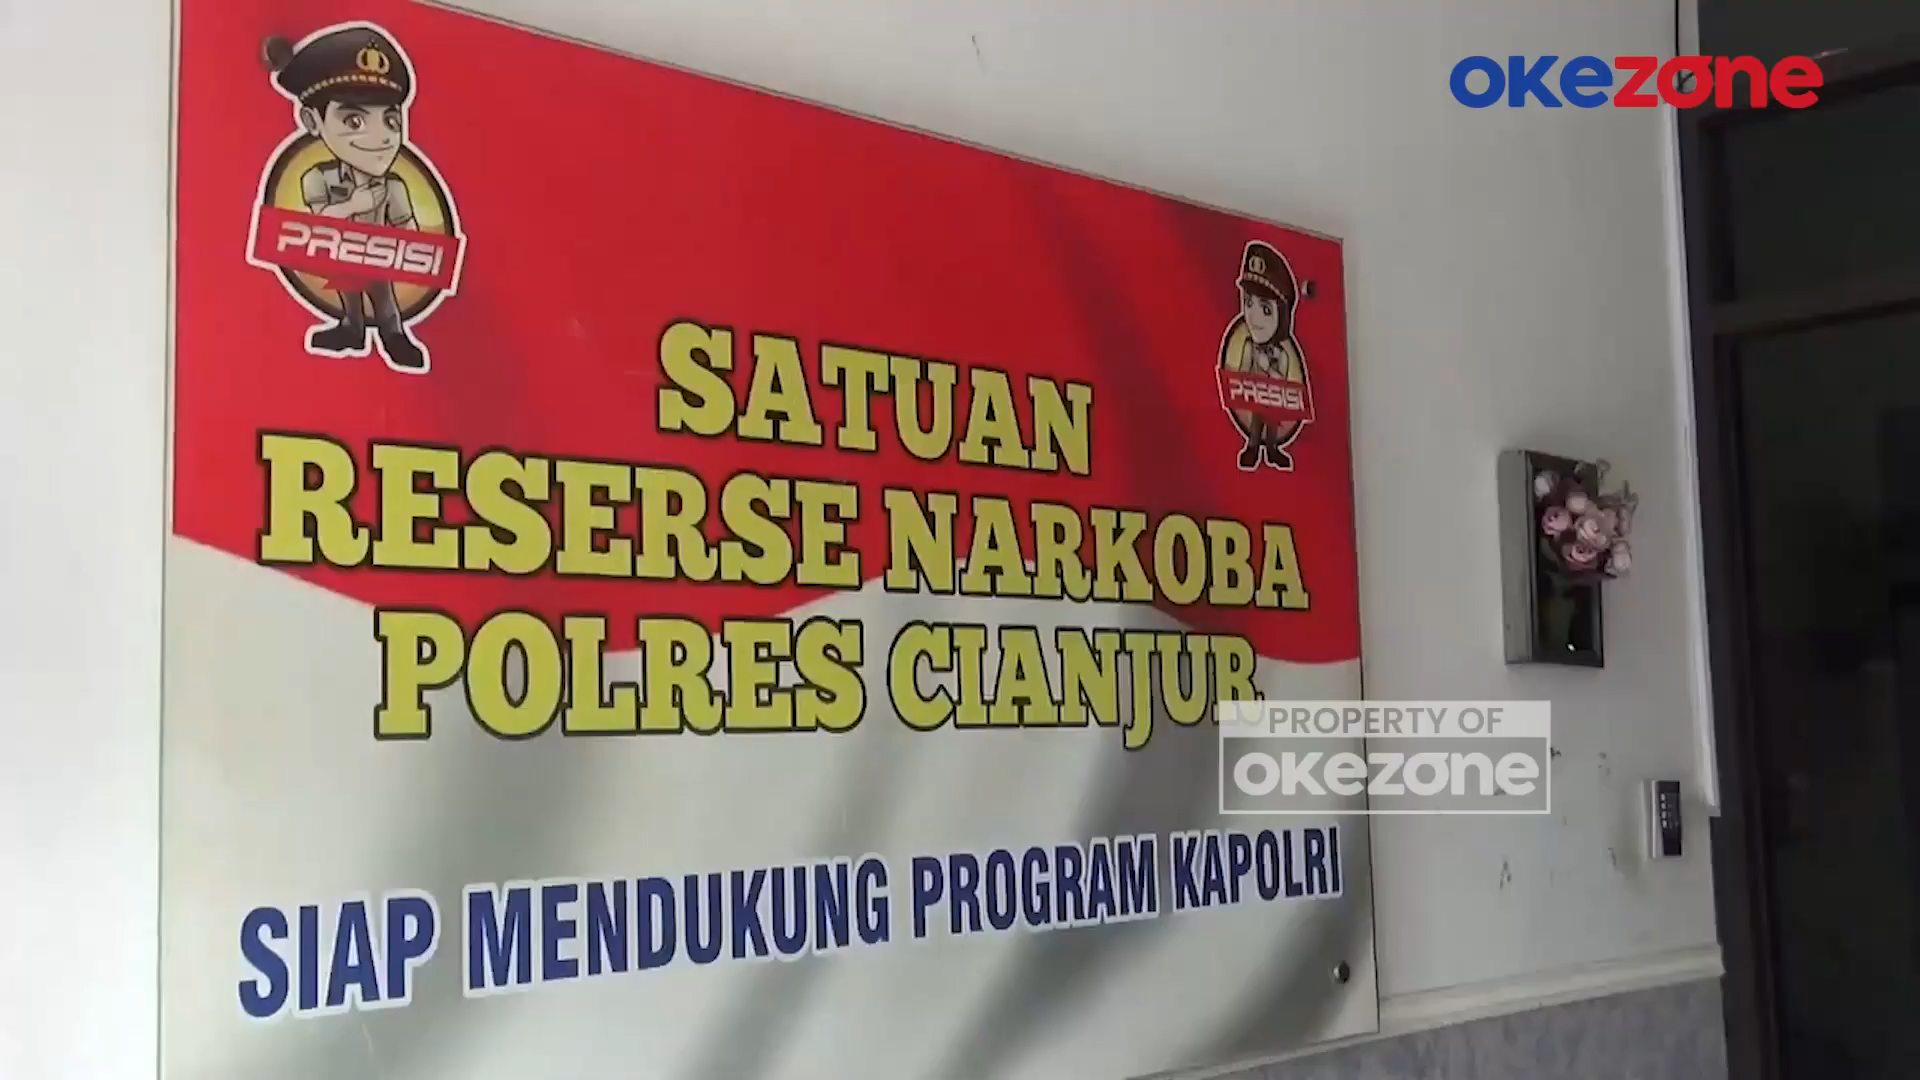 okezone
PRESISI
PRESISI
SATUAN
RESERSE NARKOBA
POLRES CIANJUR
PROPERTY OF
okezone
SIAP MENDUKUNG PROGRAM KAPOLRI